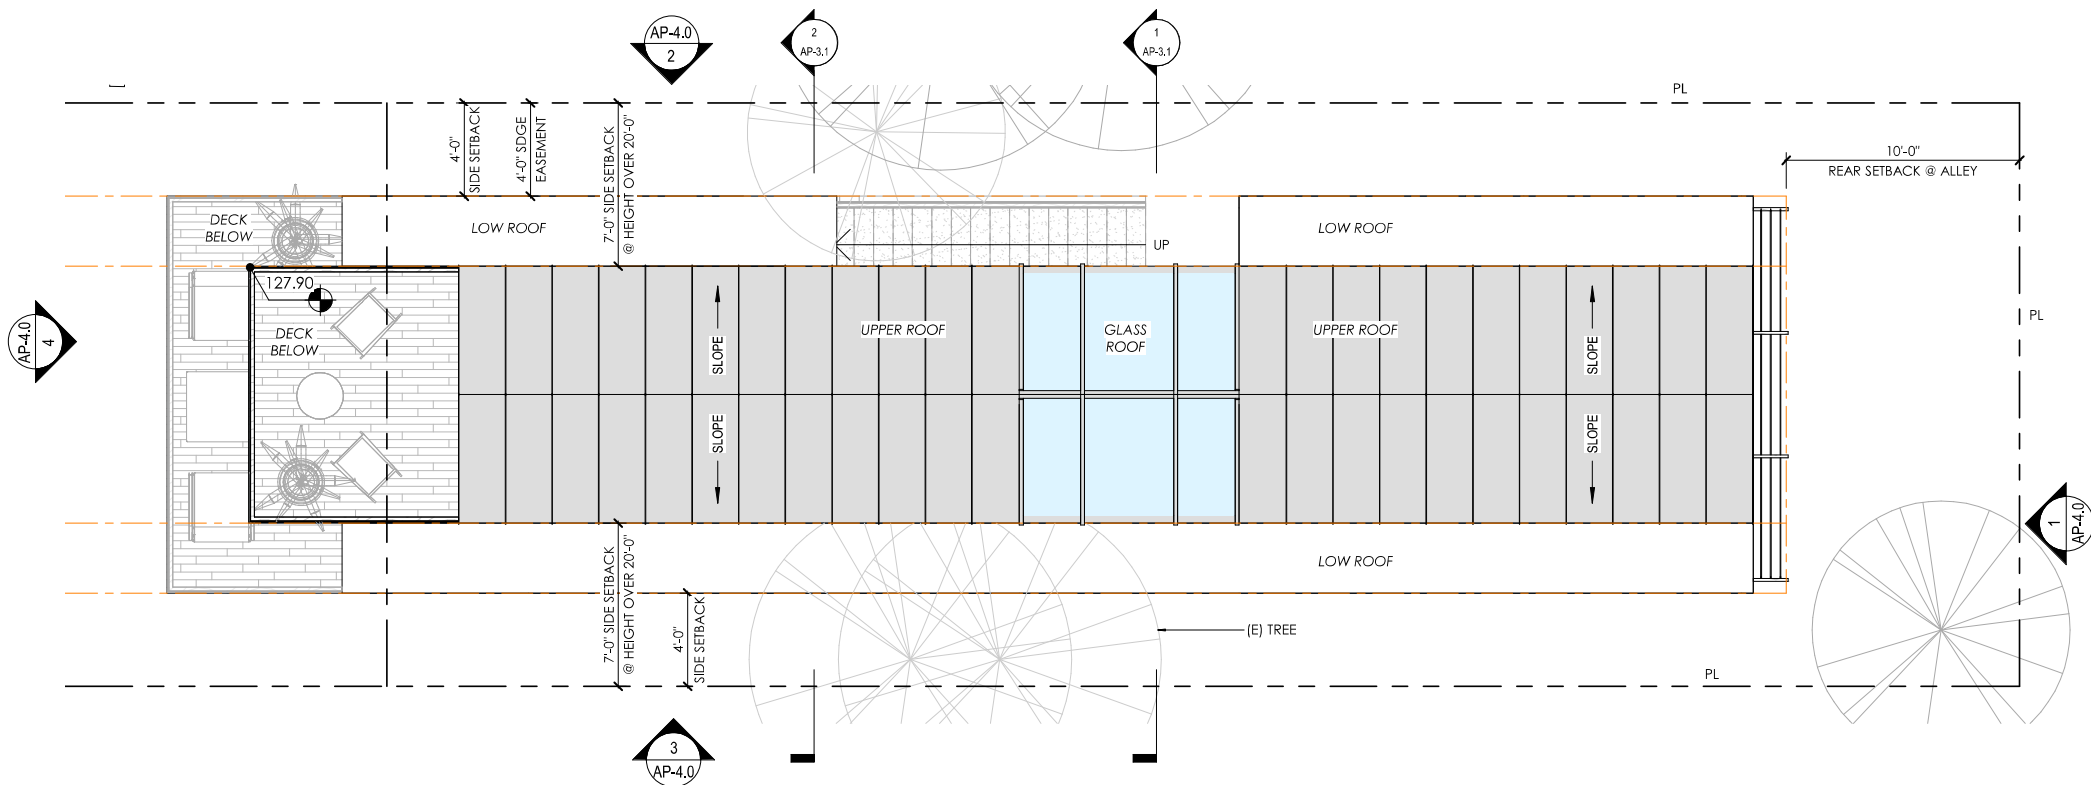 AP-4.0
2
2
AP-3.1
1
AP-3.1
PL
4'-0"
SIDE SETBACK
4'-0" SDGE
EASEMENT
7'-0" SIDE SETBACK
@ HEIGHT OVER 20'-0"
10'-0"
REAR SETBACK @ ALLEY
DECK
BELOW
LOW ROOF
UP
LOW ROOF
127.90
DECK
BELOW
SLOPE
UPPER ROOF
GLASS
ROOF
UPPER ROOF
SLOPE
PL
AP-4.0
4
SLOPE
SLOPE
1
AP-4.0
LOW ROOF
7'-0" SIDE SETBACK
@ HEIGHT OVER 20'-0"
4'-0"
SIDE SETBACK
(E) TREE
PL
3
AP-4.0